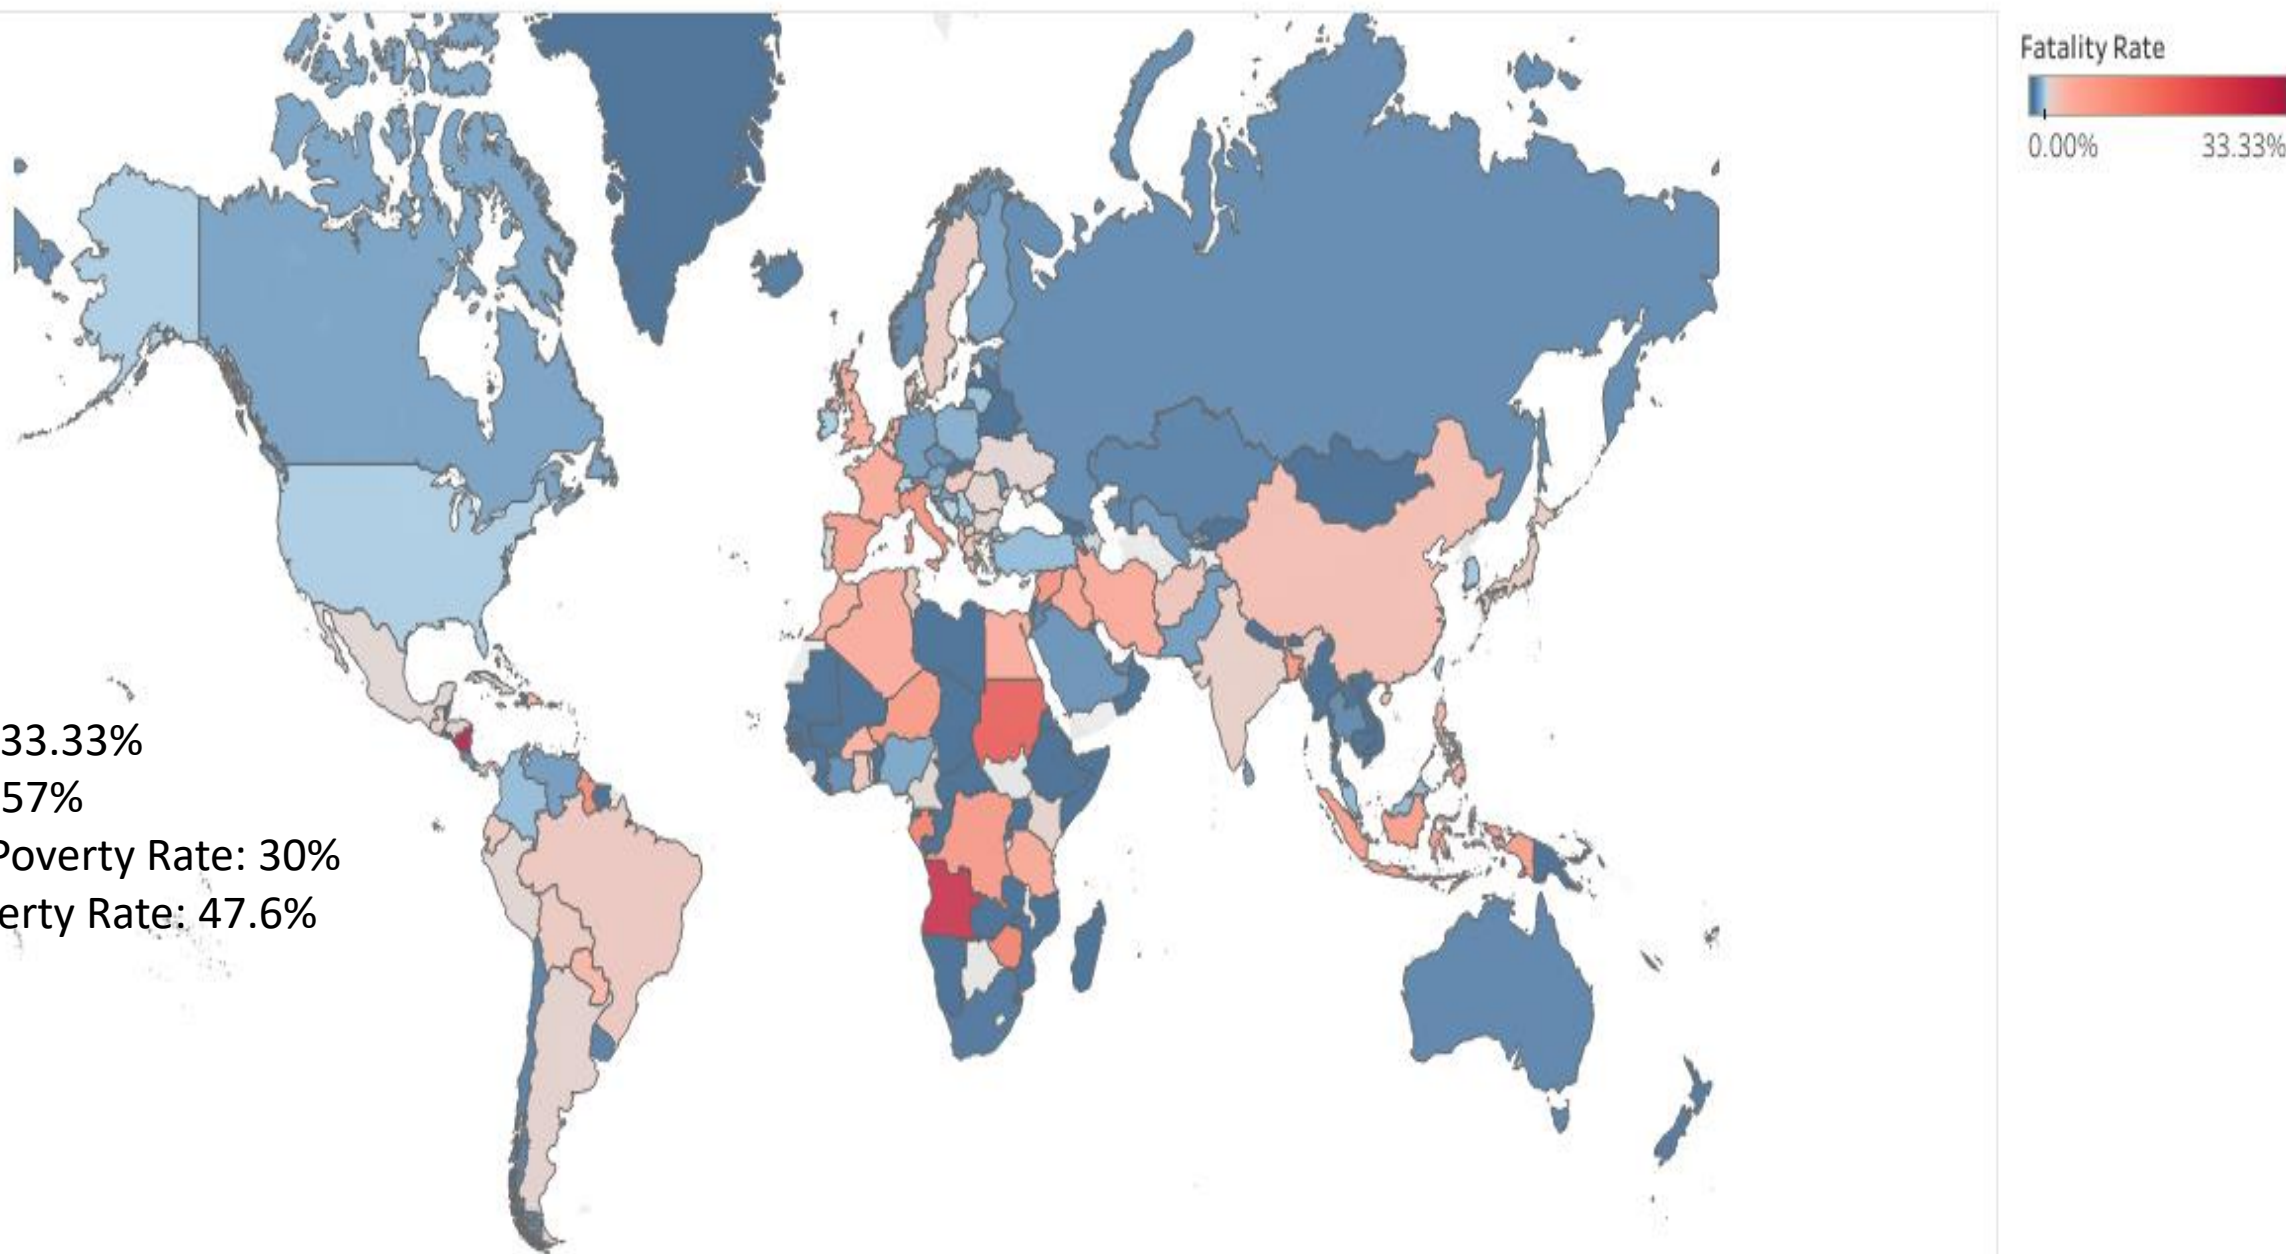 Fatality Rate
0.00% 33.33%
33.33%
57%
Poverty Rate: 30%
erty Rate: 47.6%